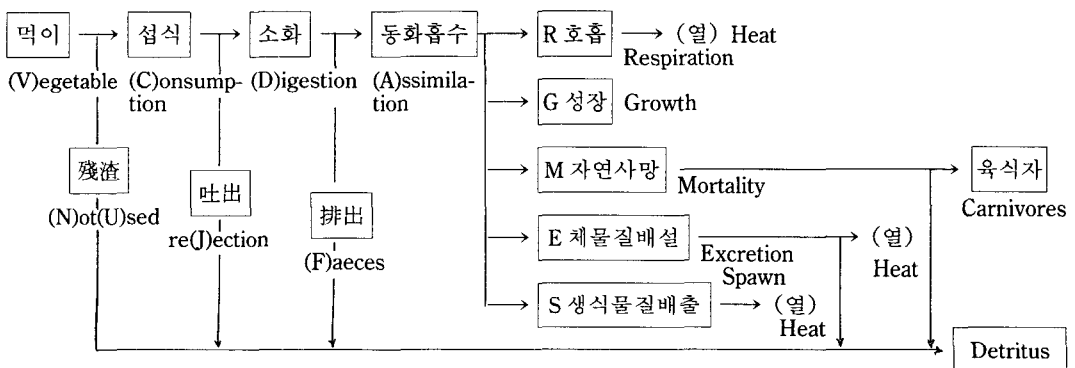 먹이 섭식 소화 동화흡수 R 호흡 (열) Heat
Respiration
(V)egetable (C)onsump- (D)igestion (A)ssimila-
tion tion
G 성장 Growth
殘渣 M 자연사망 육식자
吐出 Mortality Carnivores
(N)ot(U)sed 排出
re(J)ection E 체물질배설 (열)
(F)aeces Excretion Heat
Spawn
S 생식물질배출 (열)
Heat
Detritus